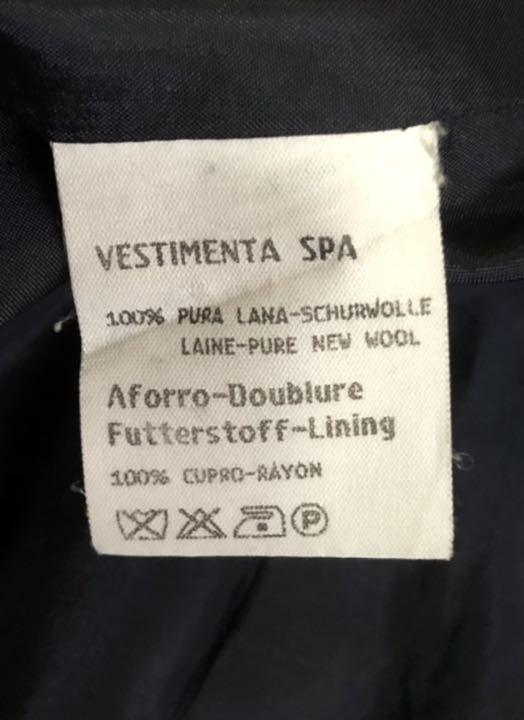 VESTIMENTA SPA
100% PURA LANA-SCHURWOLLE
LAINE-PURE NEW WOOL
Aforro-Doublure
Futterstoff-Lining
100% CUPRO-RAYON
P